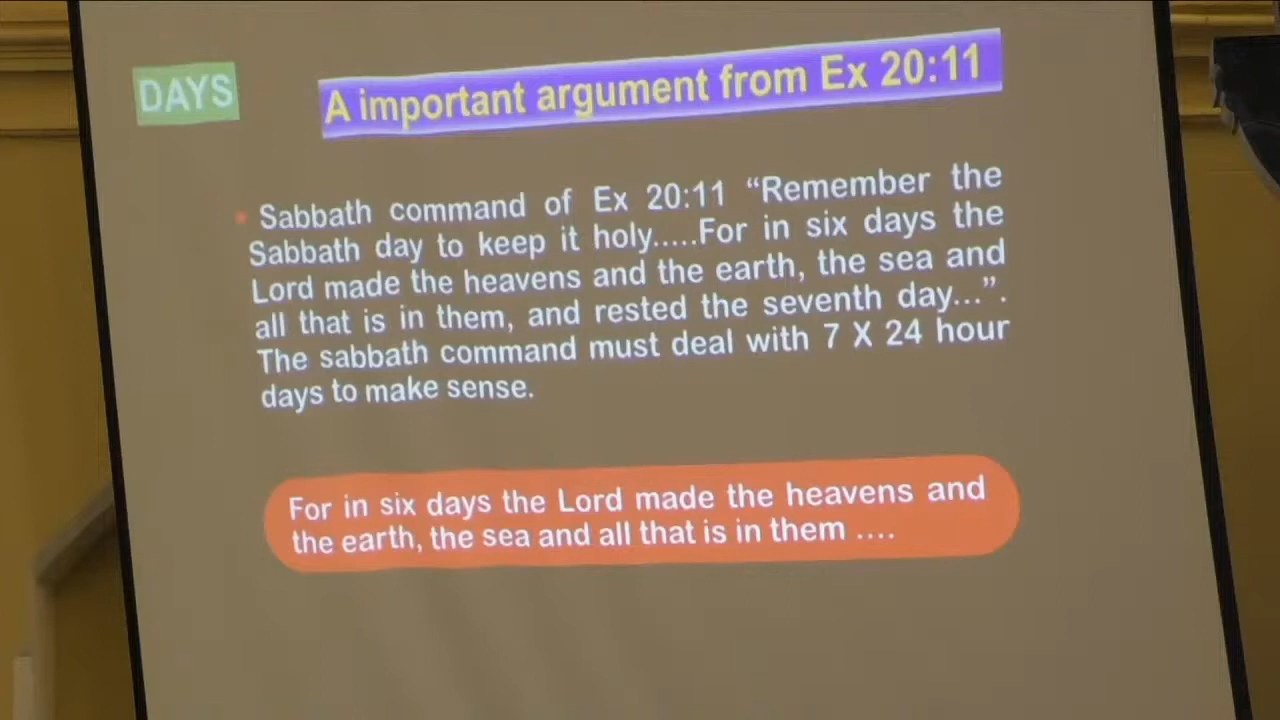 DAYS
A important argument from Ex 20:11
Sabbath command of Ex 20:11 “Remember the
Sabbath day to keep it holy.....For in six days the
Lord made the heavens and the earth, the sea and
all that is in them, and rested the seventh day...”.
The sabbath command must deal with 7 X 24 hour
days to make sense.
For in six days the Lord made the heavens and
the earth, the sea and all that is in them ....